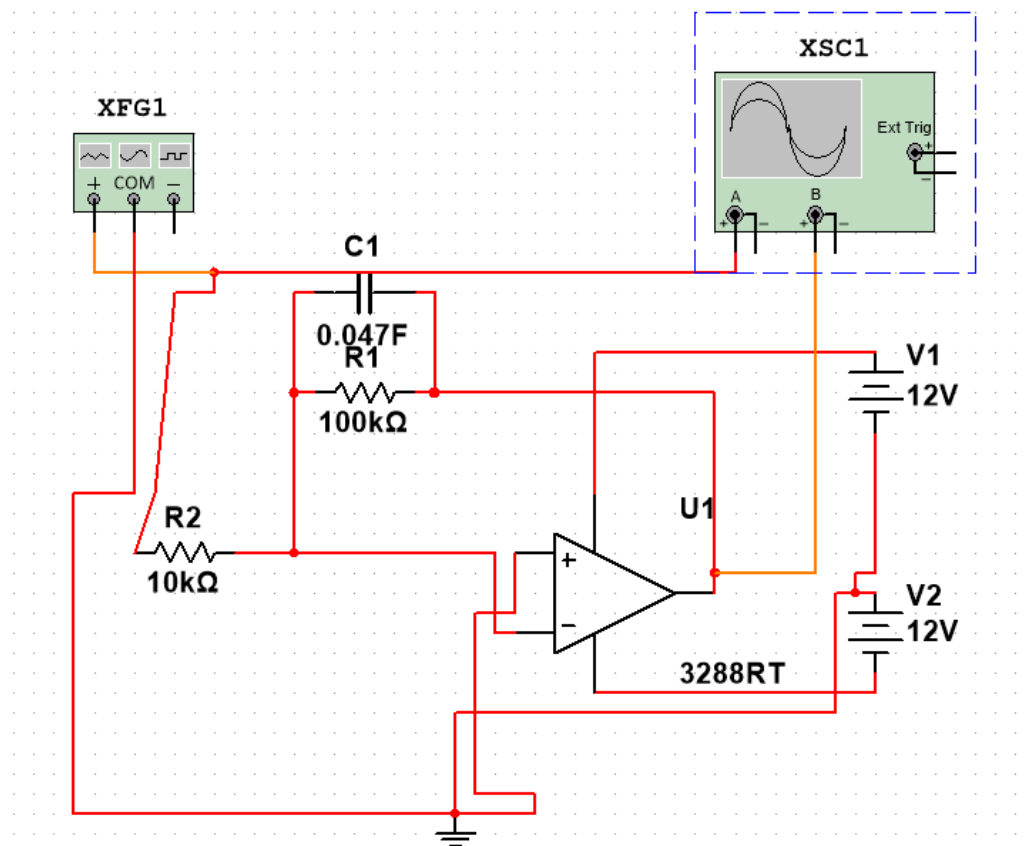 XSC1
XFG1
Ext Trig
+
−
+ COM −
A
B
+ −
+ −
C1
0.047F
R1
100kΩ
V1
12V
U1
R2
10kΩ
+
−
V2
12V
3288RT